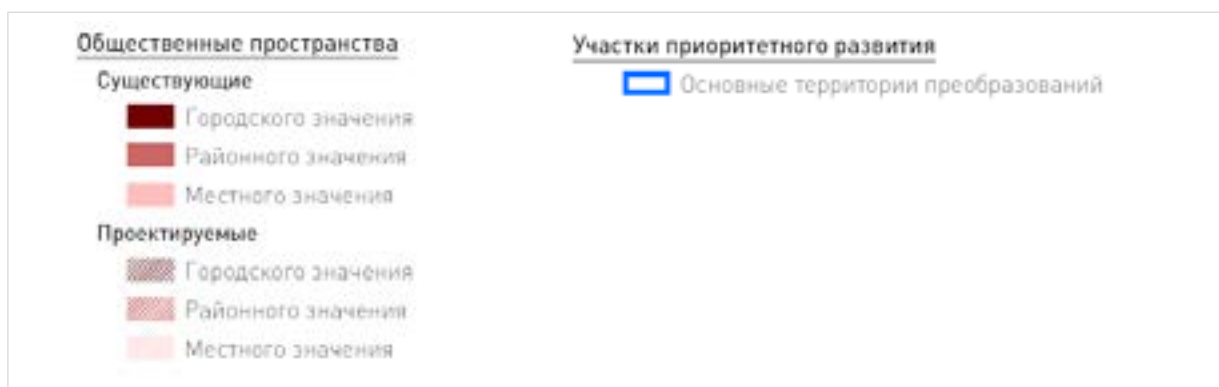 Общественные пространства
Существующие
Городского значения
Районного значения
Местного значения
Проектируемые
Городского значения
Районного значения
Местного значения
Участки приоритетного развития
Основные территории преобразований